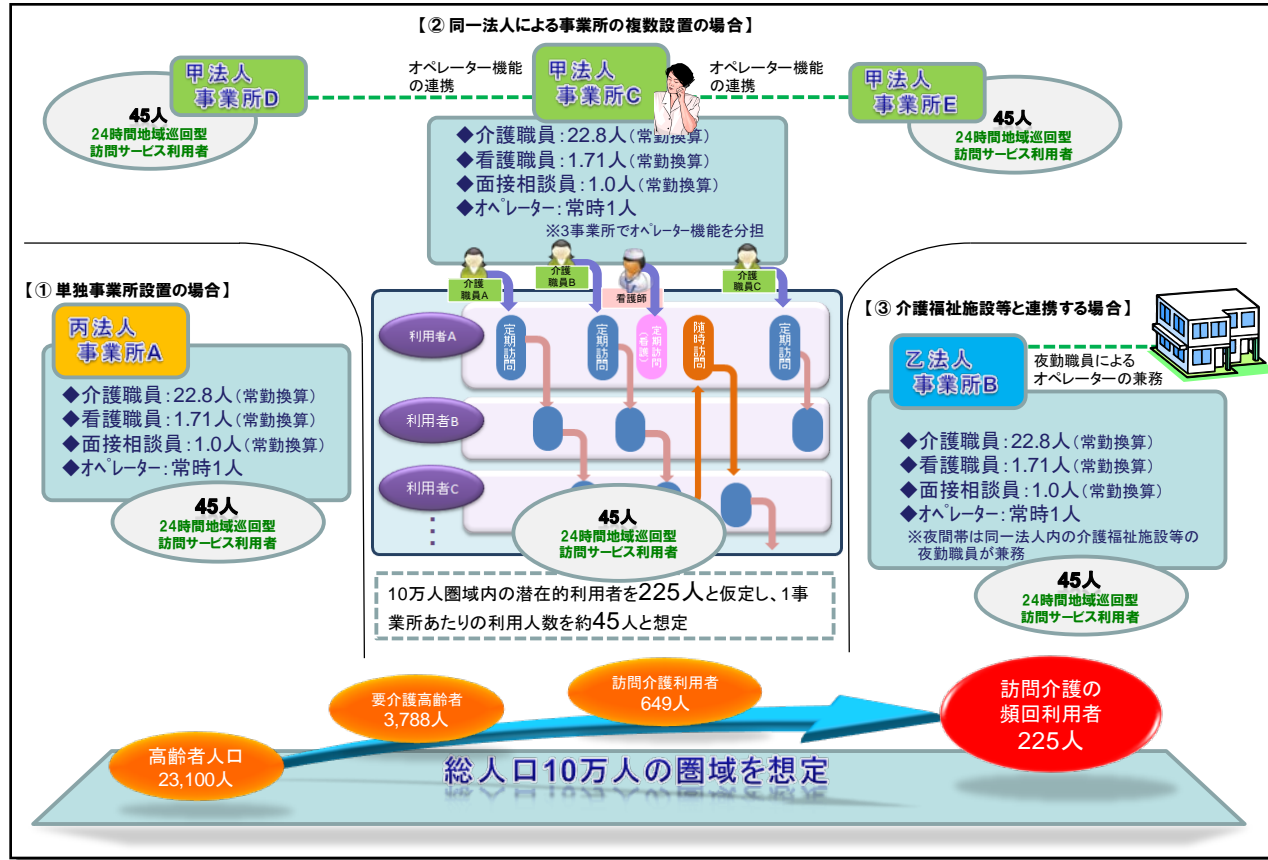 【② 同一法人による事業所の複数設置の場合】
甲法人
事業所D
オペレーター機能
の連携
甲法人
事業所C
オペレーター機能
の連携
甲法人
事業所E
45人
24時間地域巡回型
訪問サービス利用者
45人
24時間地域巡回型
訪問サービス利用者
◆介護職員:22.8人(常勤換算)
◆看護職員:1.71人(常勤換算)
◆面接相談員:1.0人(常勤換算)
◆オペレーター:常時1人
※3事業所でオペレーター機能を分担
【① 単独事業所設置の場合】
丙法人
事業所A
◆介護職員:22.8人(常勤換算)
◆看護職員:1.71人(常勤換算)
◆面接相談員:1.0人(常勤換算)
◆オペレーター:常時1人
45人
24時間地域巡回型
訪問サービス利用者
介護
職員A
介護
職員B
看護師
介護
職員C
利用者A
定期訪問
定期訪問
定期訪問
(看護)
随時訪問
定期訪問
利用者B
利用者C
・・・
45人
24時間地域巡回型
訪問サービス利用者
【③ 介護福祉施設等と連携する場合】
乙法人
事業所B
夜勤職員による
オペレーターの兼務
◆介護職員:22.8人(常勤換算)
◆看護職員:1.71人(常勤換算)
◆面接相談員:1.0人(常勤換算)
◆オペレーター:常時1人
※夜間帯は同一法人内の介護福祉施設等の
夜勤職員が兼務
45人
24時間地域巡回型
訪問サービス利用者
10万人圏域内の潜在的利用者を225人と仮定し、1事
業所あたりの利用人数を約45人と想定
高齢者人口
23,100人
要介護高齢者
3,788人
訪問介護利用者
649人
訪問介護の
頻回利用者
225人
総人口10万人の圏域を想定